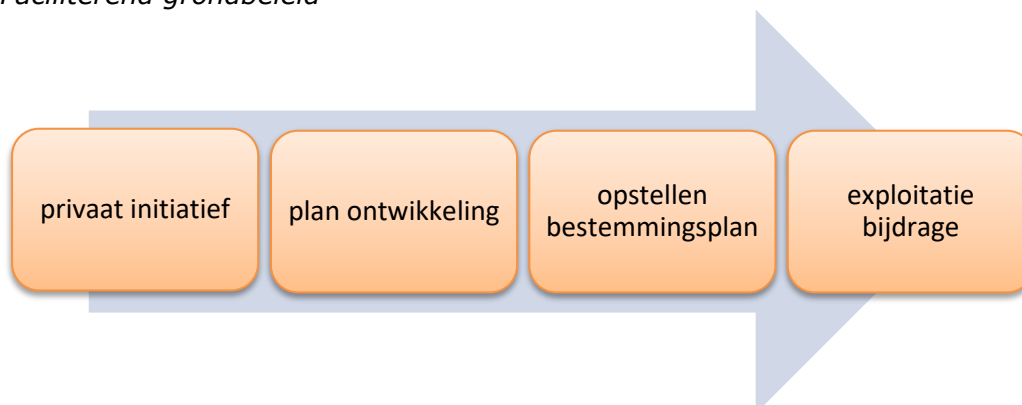 Faciliterend grondbeleid
privaat initiatief
plan ontwikkeling
opstellen
bestemmingsplan
exploitatie
bijdrage